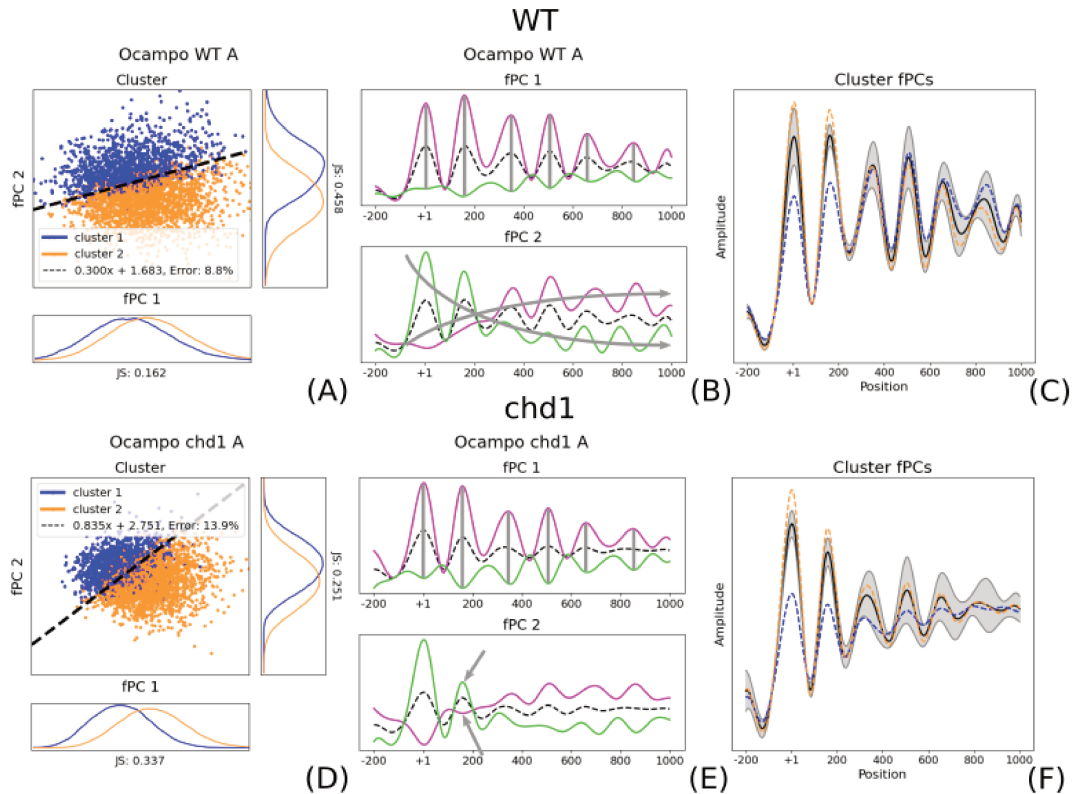 WT
Ocampo WT A
Cluster
fPC 2
cluster 1
cluster 2
0.300x + 1.683, Error: 8.8%
JS: 0.458
fPC 1
JS: 0.162
(A)
Ocampo WT A
fPC 1
-200 +1 200 400 600 800 1000
fPC 2
-200 +1 200 400 600 800 1000
(B)
Cluster fPCs
Amplitude
-200 +1 200 400 600 800 1000
Position
(C)
chd1
Ocampo chd1 A
Cluster
fPC 2
cluster 1
cluster 2
0.835x + 2.751, Error: 13.9%
JS: 0.251
fPC 1
JS: 0.337
(D)
Ocampo chd1 A
fPC 1
-200 +1 200 400 600 800 1000
fPC 2
-200 +1 200 400 600 800 1000
(E)
Cluster fPCs
Amplitude
-200 +1 200 400 600 800 1000
Position
(F)